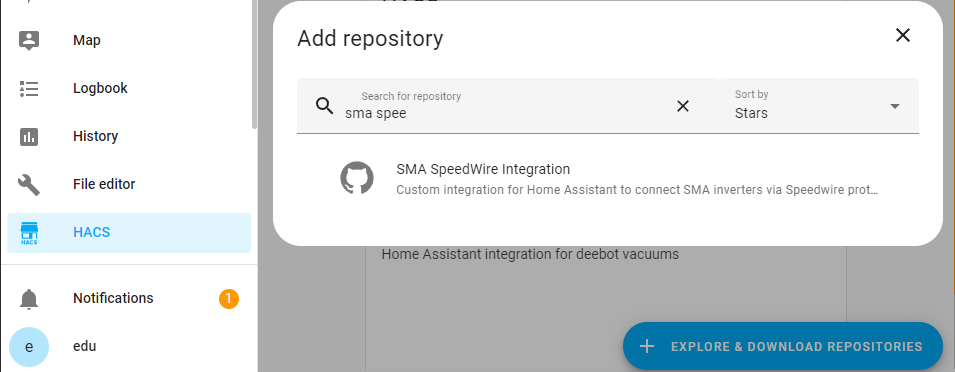 Map
Logbook
History
File editor
HACS
HACS
Notifications
1
e
edu
Add repository
Search for repository
sma spee
Sort by
Stars
SMA SpeedWire Integration
Custom integration for Home Assistant to connect SMA inverters via Speedwire prot...
Home Assistant integration for deebot vacuums
EXPLORE & DOWNLOAD REPOSITORIES